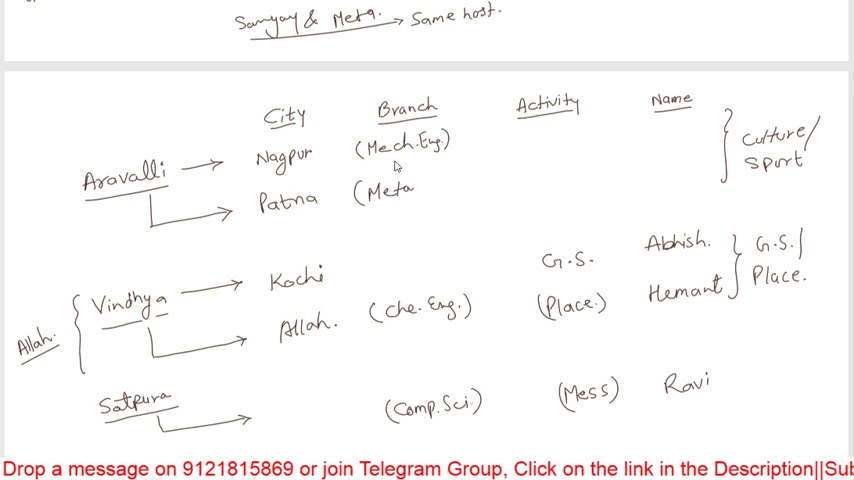 Sanjay & Meta. → Same host.
City Branch Activity Name
Aravalli → Nagpur (Mech. Eng.) } Culture/
Sport
→ Patna (Meta
Allah. { Vindhya → Kochi G.S. Abhish. } G.S./
Place.
→ Allah. (Che. Eng.) (Place.) Hemant
Satpura → (Comp. Sci.) (Mess) Ravi
Drop a message on 9121815869 or join Telegram Group, Click on the link in the Description||Sub